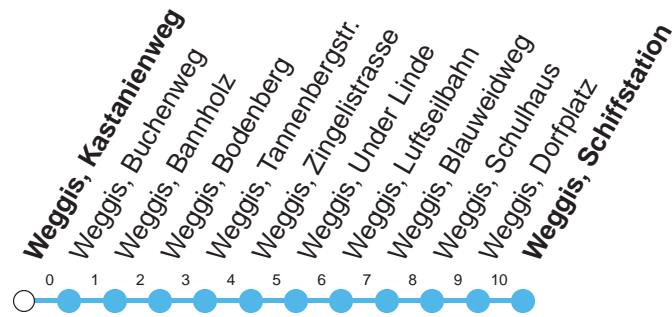 Weggis, Kastanienweg
Weggis, Buchenweg
Weggis, Bannholz
Weggis, Bodenberg
Weggis, Tannenbergstr.
Weggis, Zingelistrasse
Weggis, Under Linde
Weggis, Luftseilbahn
Weggis, Blauweidweg
Weggis, Schulhaus
Weggis, Dorfplatz
Weggis, Schiffstation
0 1 2 3 4 5 6 7 8 9 10